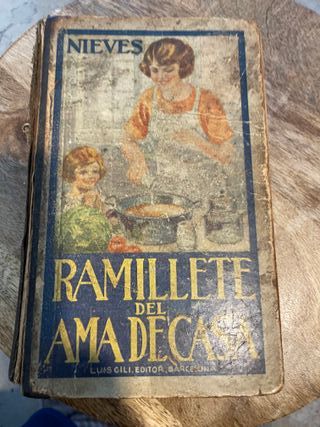 NIEVES
RAMILLETE
DEL
AMA DE CASA
LUIS GILI, EDITOR, BARCELONA